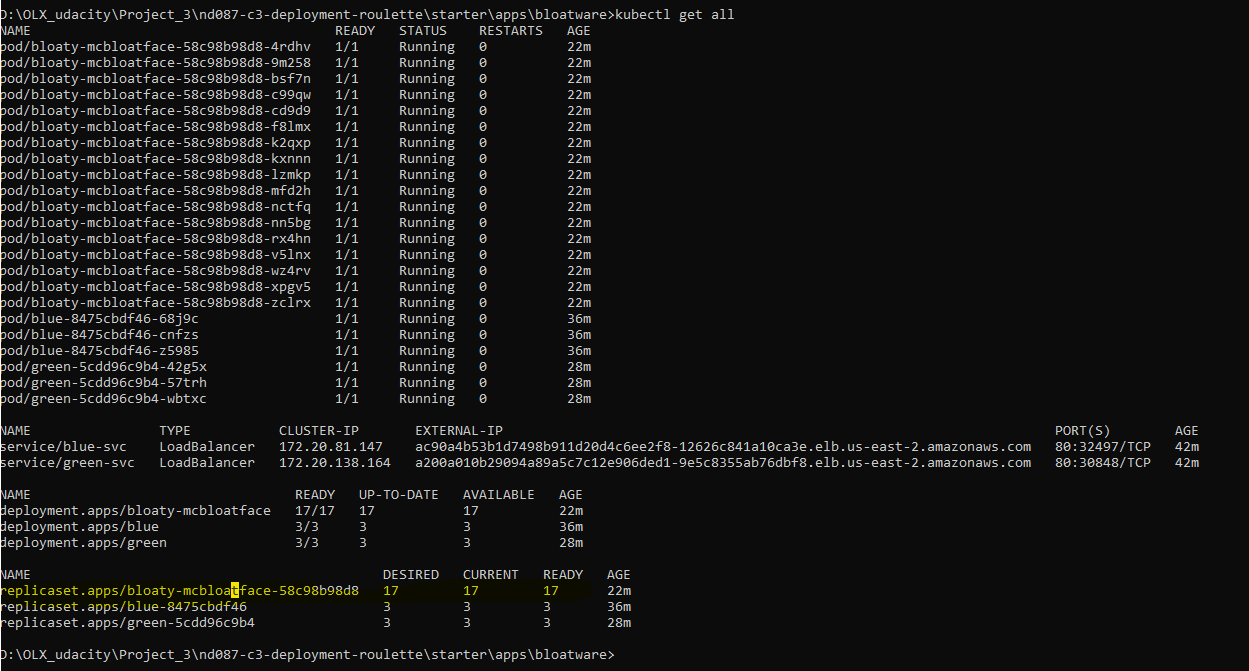 D:\OLX_udacity\Project_3\nd087-c3-deployment-roulette\starter\apps\bloatware>kubectl get all
NAME READY STATUS RESTARTS AGE
pod/bloaty-mcbloatface-58c98b98d8-4rdhv 1/1 Running 0 22m
pod/bloaty-mcbloatface-58c98b98d8-9m258 1/1 Running 0 22m
pod/bloaty-mcbloatface-58c98b98d8-bsf7n 1/1 Running 0 22m
pod/bloaty-mcbloatface-58c98b98d8-c99qw 1/1 Running 0 22m
pod/bloaty-mcbloatface-58c98b98d8-cd9d9 1/1 Running 0 22m
pod/bloaty-mcbloatface-58c98b98d8-f8lmx 1/1 Running 0 22m
pod/bloaty-mcbloatface-58c98b98d8-k2qxp 1/1 Running 0 22m
pod/bloaty-mcbloatface-58c98b98d8-kxnnn 1/1 Running 0 22m
pod/bloaty-mcbloatface-58c98b98d8-lzmkp 1/1 Running 0 22m
pod/bloaty-mcbloatface-58c98b98d8-mfd2h 1/1 Running 0 22m
pod/bloaty-mcbloatface-58c98b98d8-nctfq 1/1 Running 0 22m
pod/bloaty-mcbloatface-58c98b98d8-nn5bg 1/1 Running 0 22m
pod/bloaty-mcbloatface-58c98b98d8-rx4hn 1/1 Running 0 22m
pod/bloaty-mcbloatface-58c98b98d8-v5lnx 1/1 Running 0 22m
pod/bloaty-mcbloatface-58c98b98d8-wz4rv 1/1 Running 0 22m
pod/bloaty-mcbloatface-58c98b98d8-xpgv5 1/1 Running 0 22m
pod/bloaty-mcbloatface-58c98b98d8-zclrx 1/1 Running 0 22m
pod/blue-8475cbdf46-68j9c 1/1 Running 0 36m
pod/blue-8475cbdf46-cnfzs 1/1 Running 0 36m
pod/blue-8475cbdf46-z5985 1/1 Running 0 36m
pod/green-5cdd96c9b4-42g5x 1/1 Running 0 28m
pod/green-5cdd96c9b4-57trh 1/1 Running 0 28m
pod/green-5cdd96c9b4-wbtxc 1/1 Running 0 28m
NAME TYPE CLUSTER-IP EXTERNAL-IP PORT(S) AGE
service/blue-svc LoadBalancer 172.20.81.147 ac90a4b53b1d7498b911d20d4c6ee2f8-12626c841a10ca3e.elb.us-east-2.amazonaws.com 80:32497/TCP 42m
service/green-svc LoadBalancer 172.20.138.164 a200a010b29094a89a5c7c12e906ded1-9e5c8355ab76dbf8.elb.us-east-2.amazonaws.com 80:30848/TCP 42m
NAME READY UP-TO-DATE AVAILABLE AGE
deployment.apps/bloaty-mcbloatface 17/17 17 17 22m
deployment.apps/blue 3/3 3 3 36m
deployment.apps/green 3/3 3 3 28m
NAME DESIRED CURRENT READY AGE
replicaset.apps/bloaty-mcbloatface-58c98b98d8 17 17 17 22m
replicaset.apps/blue-8475cbdf46 3 3 3 36m
replicaset.apps/green-5cdd96c9b4 3 3 3 28m
D:\OLX_udacity\Project_3\nd087-c3-deployment-roulette\starter\apps\bloatware>